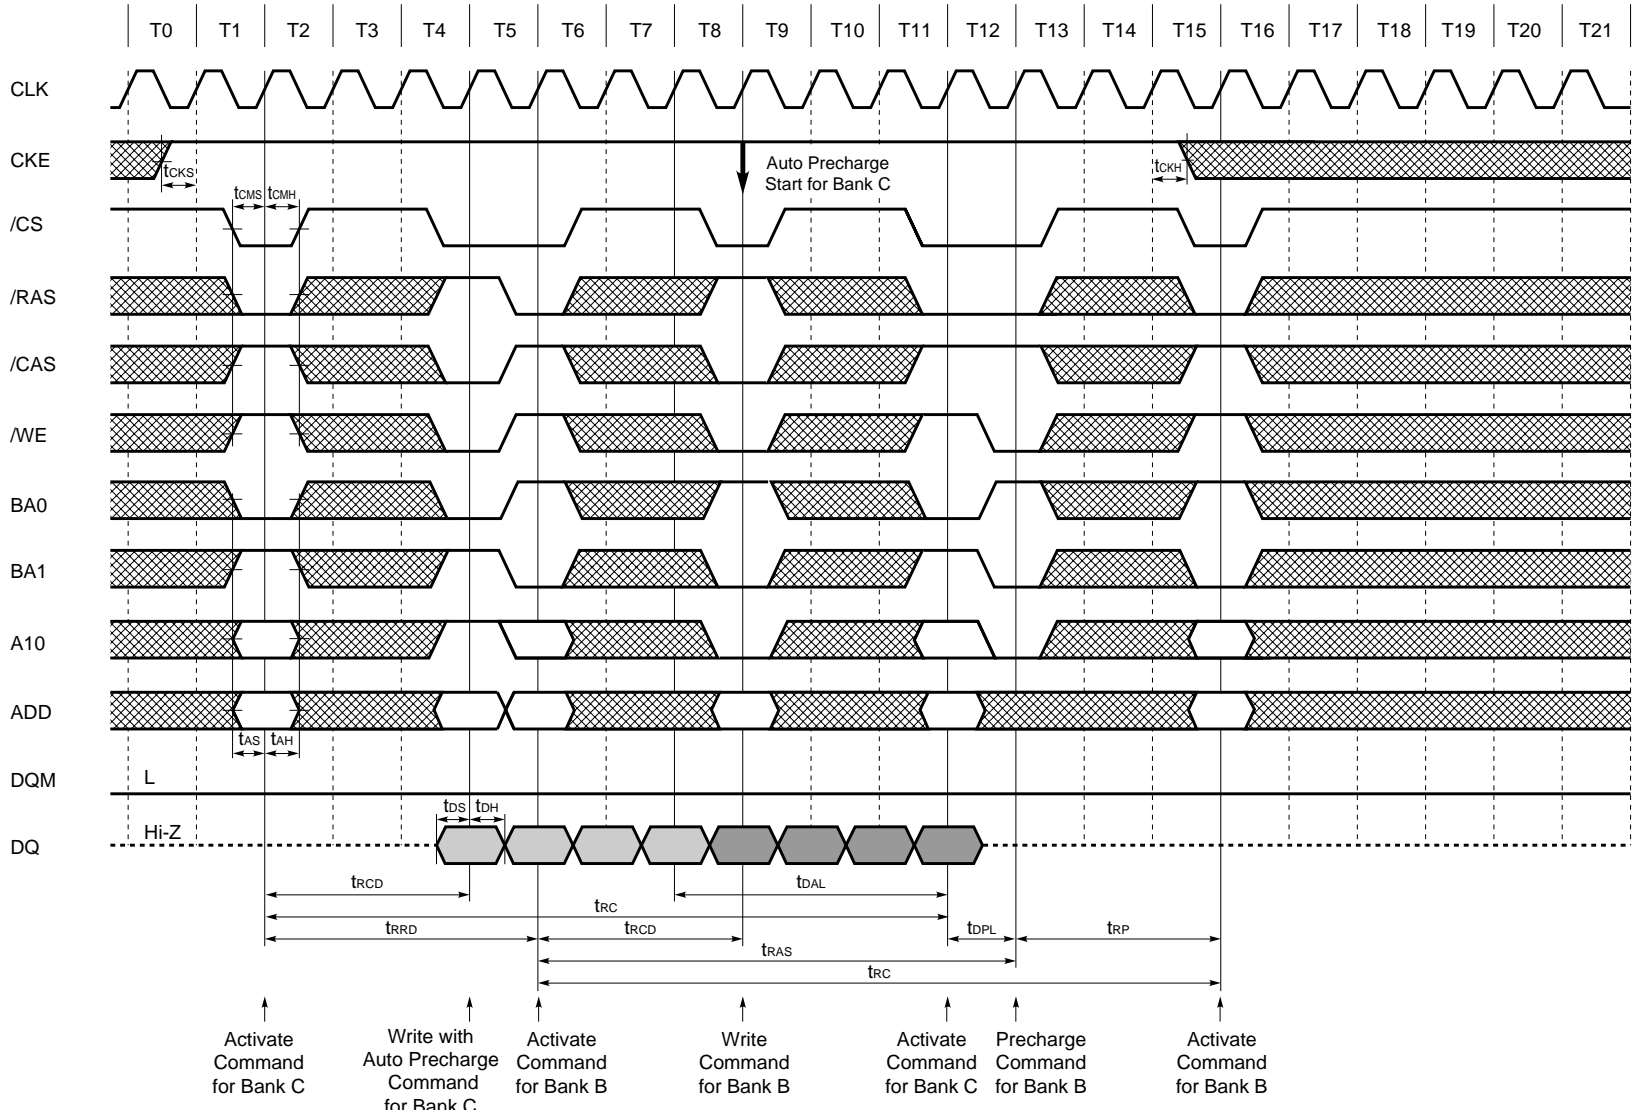 T0 T1 T2 T3 T4 T5 T6 T7 T8 T9 T10 T11 T12 T13 T14 T15 T16 T17 T18 T19 T20 T21
CLK
CKE
tCKS
Auto Precharge
Start for Bank C
tCKH
tCMS tCMH
/CS
/RAS
/CAS
/WE
BA0
BA1
A10
ADD
tAS tAH
DQM
L
tDS tDH
Hi-Z
DQ
tRCD tDAL
tRC
tRRD tRCD tDPL tRP
tRAS
tRC
Activate
Command
for Bank C
Write with
Auto Precharge
Command
for Bank C
Activate
Command
for Bank B
Write
Command
for Bank B
Activate
Command
for Bank C
Precharge
Command
for Bank B
Activate
Command
for Bank B